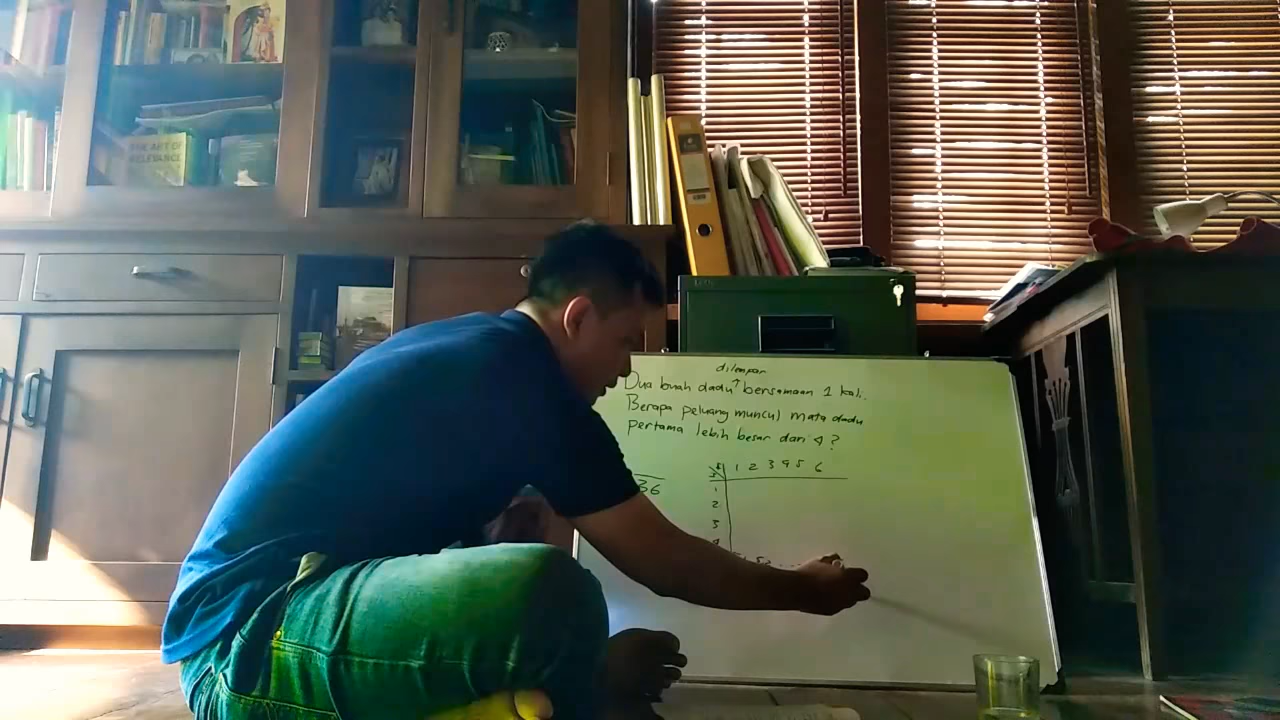 THE ART OF
RELEVANCE
dilempar
Dua buah dadu bersamaan 1 kali.
Berapa peluang muncul mata dadu
pertama lebih besar dari 4?
36
1 2 3 4 5 6
1
2
3
4